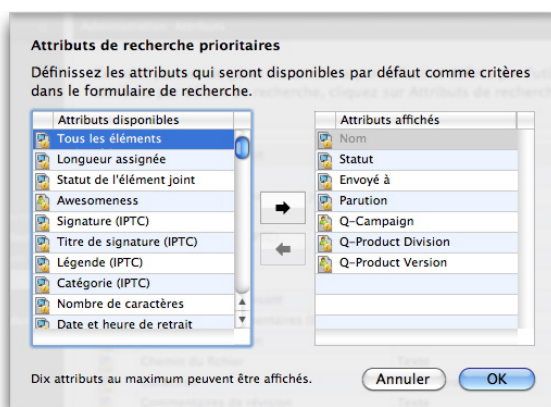 Attributs de recherche prioritaires
Définissez les attributs qui seront disponibles par défaut comme critères
dans le formulaire de recherche.
Attributs disponibles
Tous les éléments
Longueur assignée
Statut de l'élément joint
Awesomeness
Signature (IPTC)
Titre de signature (IPTC)
Légende (IPTC)
Catégorie (IPTC)
Nombre de caractères
Date et heure de retrait
Attributs affichés
Nom
Statut
Envoyé à
Parution
Q-Campaign
Q-Product Division
Q-Product Version
Dix attributs au maximum peuvent être affichés.
Annuler
OK